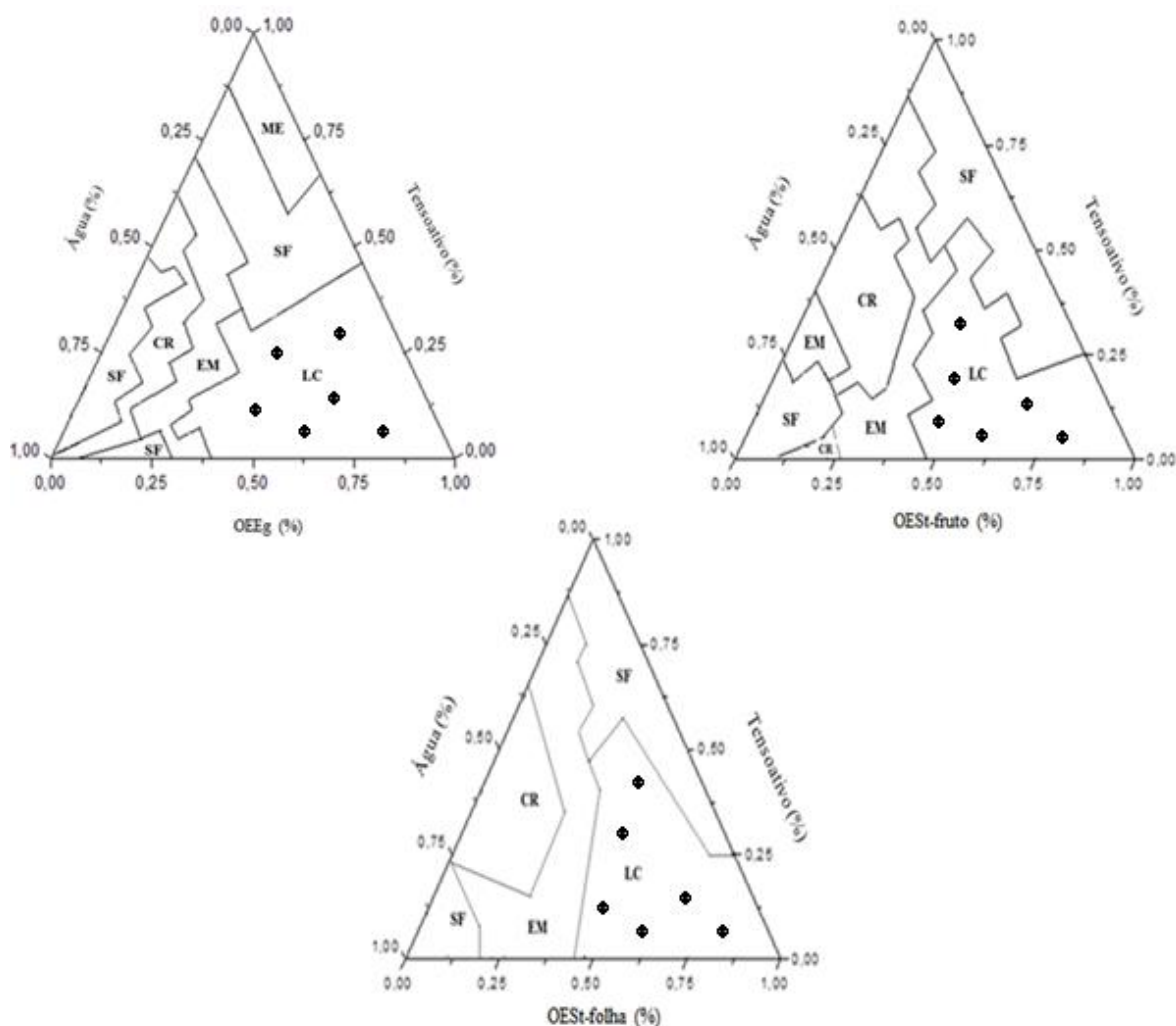 0,00 1,00
0,25 0,75
ME
Água (%)
Tensoativo (%)
0,50 0,50
SF
0,75 0,25
CR
SF EM LC
1,00 SF 0,00
0,00 0,25 0,50 0,75 1,00
OEEg (%)
0,00 1,00
0,25 0,75
SF
Água (%)
Tensoativo (%)
0,50 0,50
CR
0,75 EM 0,25
LC
SF EM
CR
1,00 0,00
0,00 0,25 0,50 0,75 1,00
OESt-fruto (%)
0,00 1,00
0,25 0,75
SF
Água (%)
Tensoativo (%)
0,50 0,50
CR
0,75 0,25
LC
SF EM
1,00 0,00
0,00 0,25 0,50 0,75 1,00
OESt-folha (%)